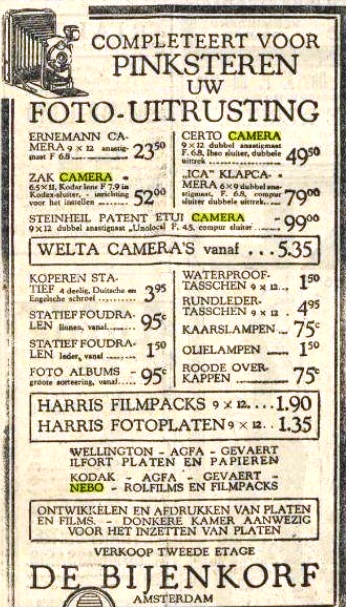 COMPLETEERT VOOR
PINKSTEREN
UW
FOTO-UITRUSTING
ERNEMANN CA-
MERA 9 × 12 anastig-
maat F 6.8 23⁵⁰
ZAK CAMERA
6.5×11, Kodar lens F 7.9 in
Kodex-sluiter, - inrichting
voor het instellen 52⁰⁰
CERTO CAMERA
9×12 dubbel anastigmaat
F. 6.8, Ibso sluiter, dubbele
uittrek 49⁵⁰
„ICA” KLAPCA-
MERA 6×9 dubbel ana-
stigmaat, F. 6.8, compur
sluiter dubbele uittrek.. 79⁰⁰
STEINHEIL PATENT ETUI CAMERA
9×12 dubbel anastigmaat „Unofocal F. 4.5, compur sluiter 99⁰⁰
WELTA CAMERA'S vanaf ... 5.35
KOPEREN STA-
TIEF 4 deelig, Duitsche en
Engelsche schroef 3⁹⁵
STATIEFFOUDRA-
LEN linnen, vanaf 95ᶜ
STATIEFFOUDRA-
LEN leder, vanaf 1⁵⁰
FOTO ALBUMS -
groote sorteering, vanaf 95ᶜ
WATERPROOF-
TASSCHEN 9 × 12... 1⁵⁰
RUNDLEDER-
TASSCHEN 9 × 12 . 4⁹⁵
KAARSLAMPEN 75ᶜ
OLIELAMPEN 1⁵⁰
ROODE OVER-
KAPPEN 75ᶜ
HARRIS FILMPACKS 9 × 12....1.90
HARRIS FOTOPLATEN 9 × 12.. 1.35
WELLINGTON - AGFA - GEVAERT
ILFORT PLATEN EN PAPIEREN
KODAK - AGFA - GEVAERT -
NEBO - ROLFILMS EN FILMPACKS
ONTWIKKELEN EN AFDRUKKEN VAN PLATEN
EN FILMS. - DONKERE KAMER AANWEZIG
VOOR HET INZETTEN VAN PLATEN
VERKOOP TWEEDE ETAGE
DE BIJENKORF
AMSTERDAM